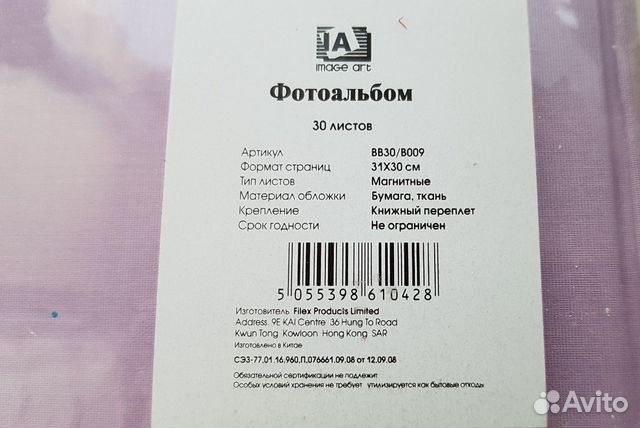 IA
image art
Фотоальбом
30 листов
Артикул BB30/B009
Формат страниц 31X30 см
Тип листов Магнитные
Материал обложки Бумага, ткань
Крепление Книжный переплет
Срок годности Не ограничен
5 055398 610428
Изготовитель Filex Products Limited
Address. 9E KAI Centre 36 Hung To Road
Kwun Tong Kowloon Hong Kong SAR
Изготовлено в Китае
СЭЗ-77.01.16.960.П.076661.09.08 от 12.09.08
Обязательной сертификации не подлежит
Особых условий хранения не требует утилизируется как бытовые отходы
Avito